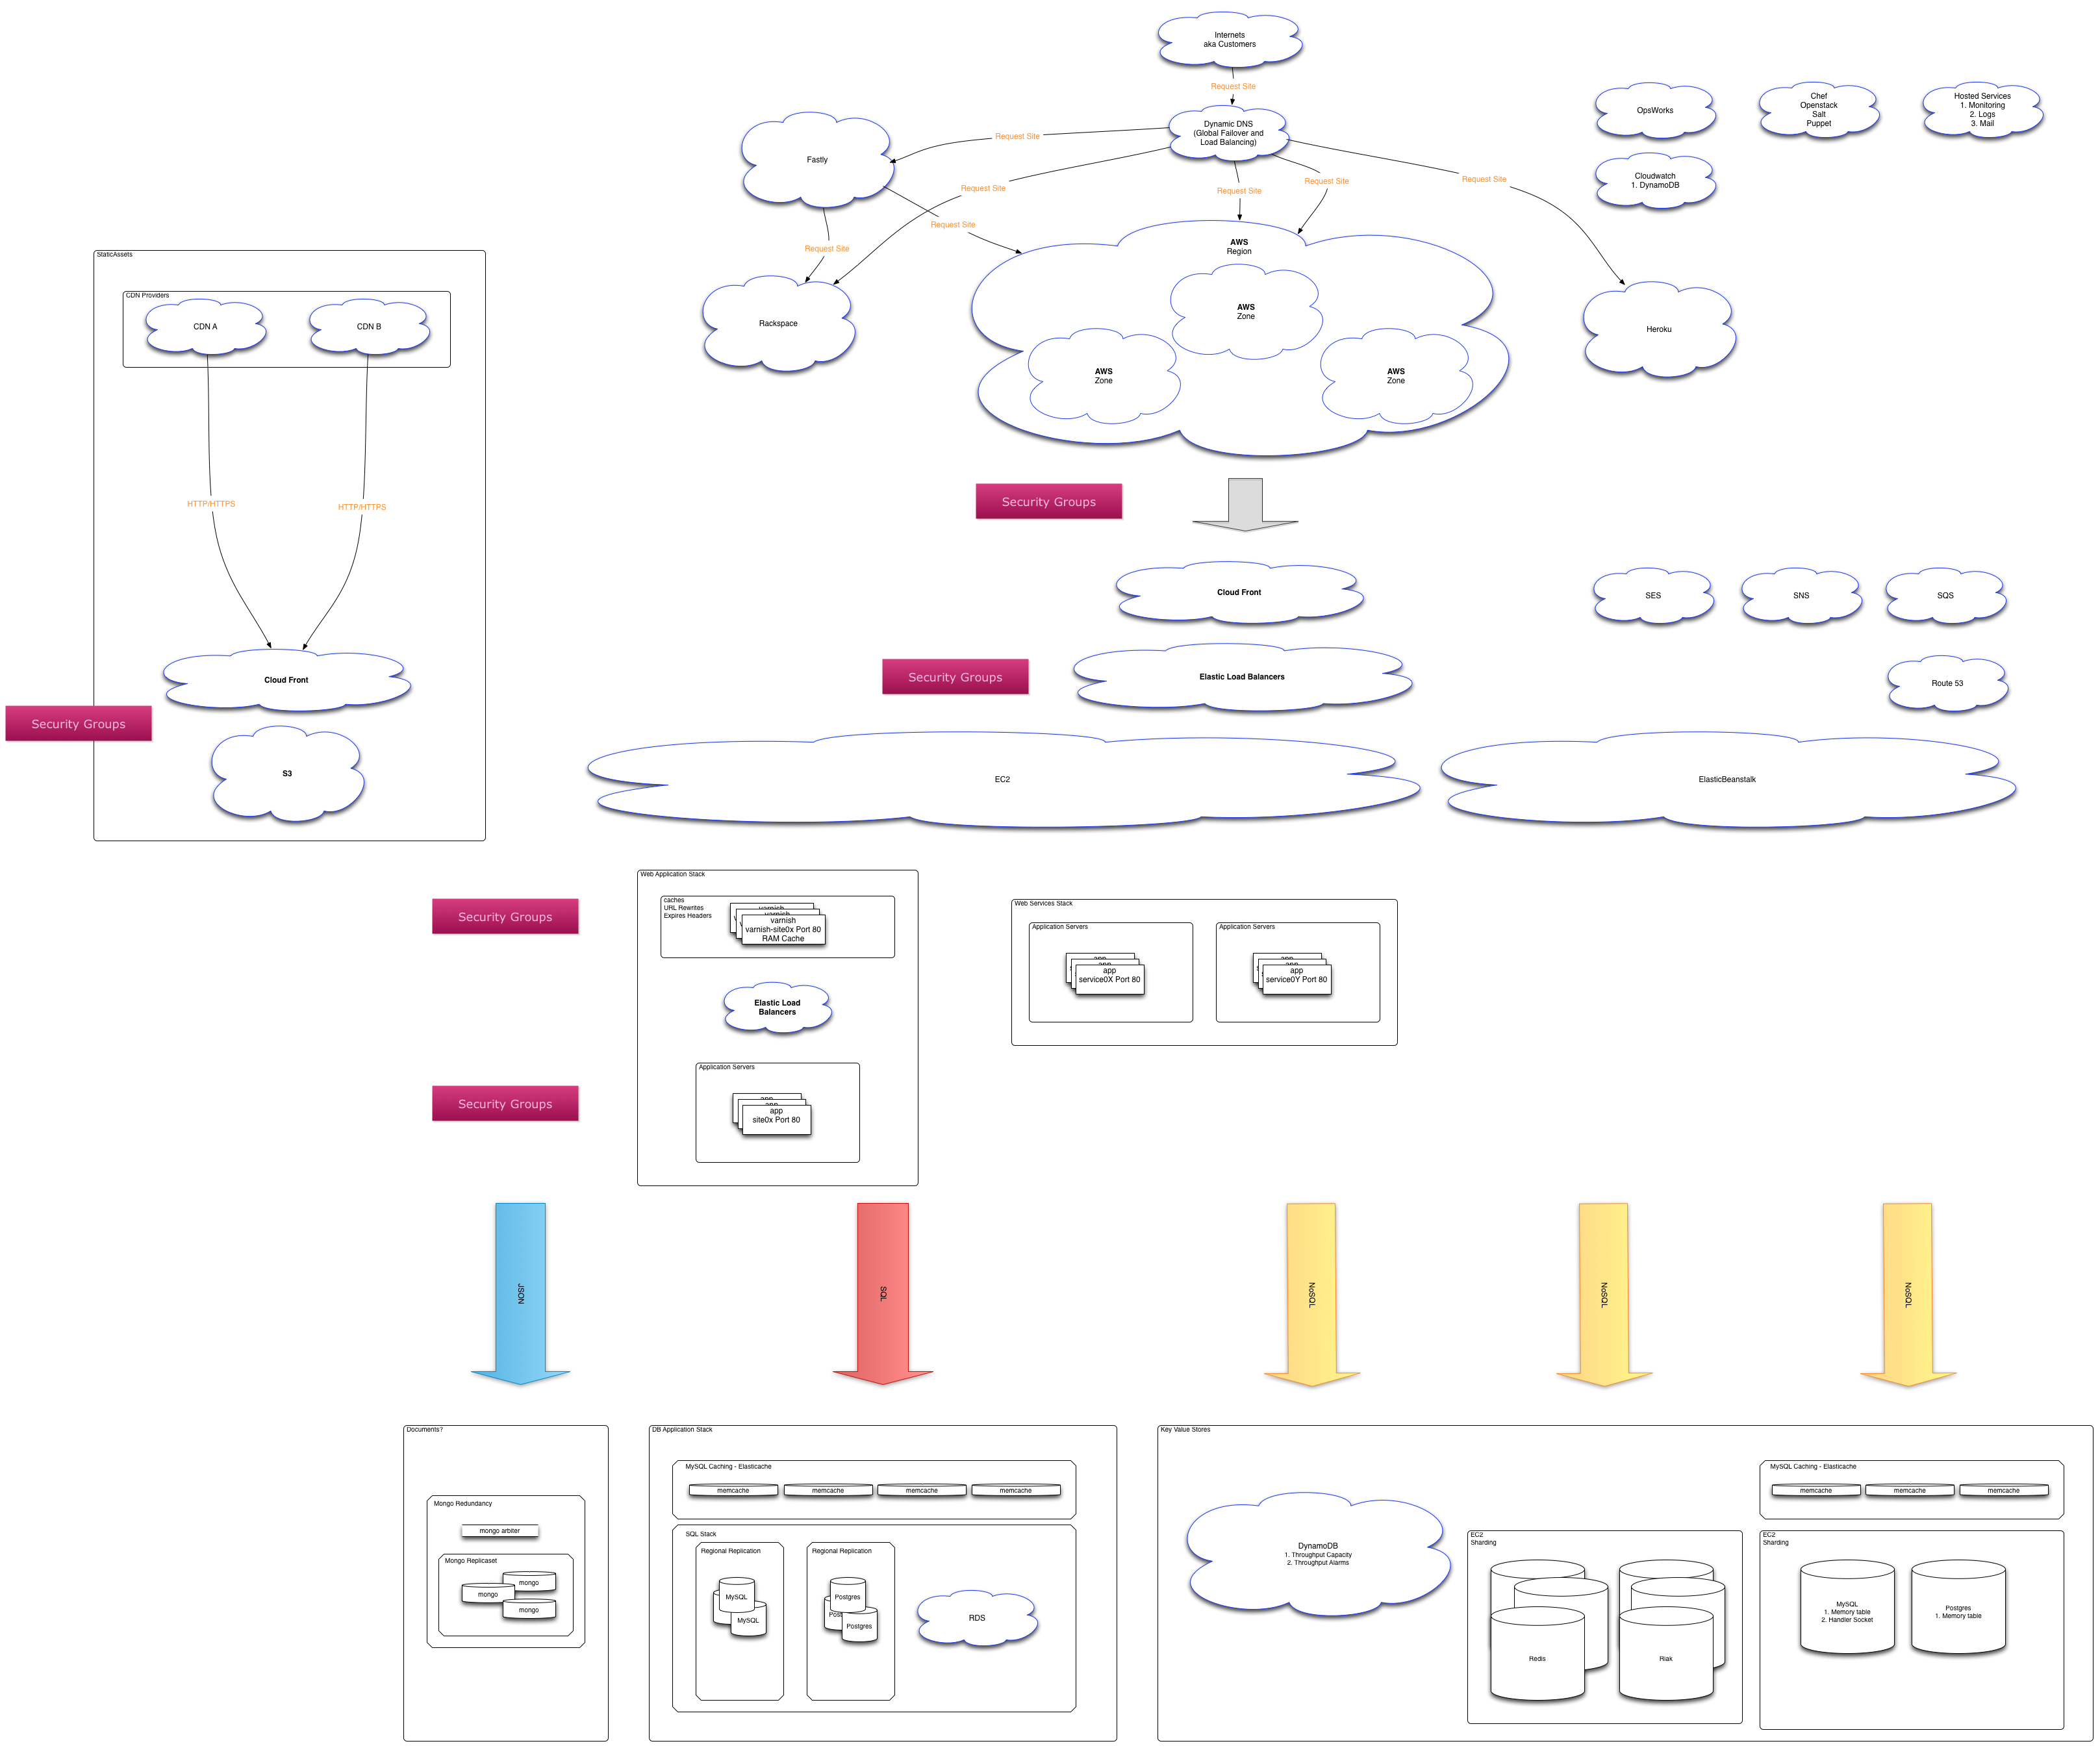 Internets
aka Customers
Request Site
Dynamic DNS
(Global Failover and
Load Balancing)
OpsWorks
Chef
Openstack
Salt
Puppet
Hosted Services
1. Monitoring
2. Logs
3. Mail
Cloudwatch
1. DynamoDB
Fastly
Request Site
Request Site
Request Site
Request Site
Request Site
Request Site
Request Site
Rackspace
AWS
Region
AWS
Zone
AWS
Zone
AWS
Zone
Heroku
StaticAssets
CDN Providers
CDN A
CDN B
HTTP/HTTPS
HTTP/HTTPS
Cloud Front
Security Groups
S3
Security Groups
Cloud Front
SES
SNS
SQS
Security Groups
Elastic Load Balancers
Route 53
EC2
ElasticBeanstalk
Security Groups
Web Application Stack
caches
URL Rewrites
Expires Headers
varnish
varnish
varnish
varnish-site0x Port 80
RAM Cache
Elastic Load
Balancers
Security Groups
Application Servers
app
app
app
site0x Port 80
Web Services Stack
Application Servers
app
app
app
service0X Port 80
Application Servers
app
app
app
service0Y Port 80
JSON
SQL
NoSQL
NoSQL
NoSQL
Documents?
Mongo Redundancy
mongo arbiter
Mongo Replicaset
mongo
mongo
mongo
DB Application Stack
MySQL Caching - Elasticache
memcache
memcache
memcache
memcache
SQL Stack
Regional Replication
MySQL
MySQL
Regional Replication
Postgres
Postgres
RDS
Key Value Stores
DynamoDB
1. Throughput Capacity
2. Throughput Alarms
EC2
Sharding
Redis
Riak
MySQL Caching - Elasticache
memcache
memcache
memcache
EC2
Sharding
MySQL
1. Memory table
2. Handler Socket
Postgres
1. Memory table